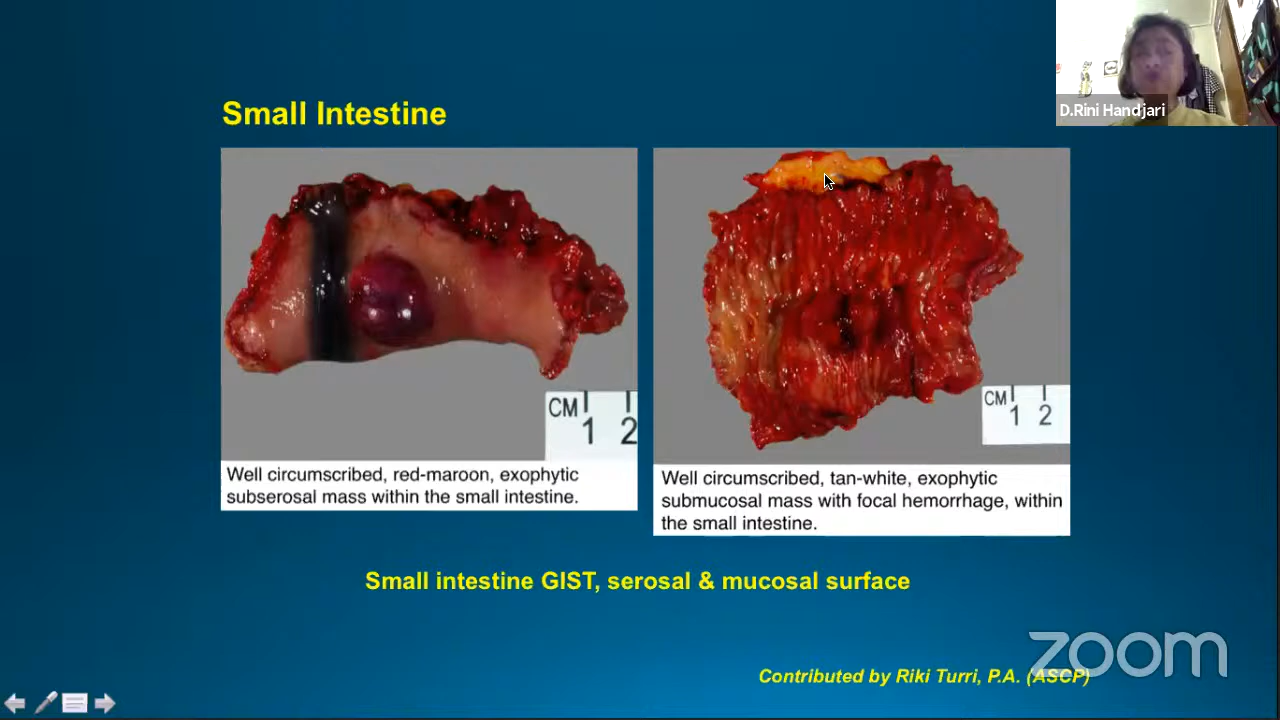 D.Rini Handjari
Small Intestine
CM
1 2
Well circumscribed, red-maroon, exophytic
subserosal mass within the small intestine.
CM
1 2
Well circumscribed, tan-white, exophytic
submucosal mass with focal hemorrhage, within
the small intestine.
Small intestine GIST, serosal & mucosal surface
zoom
Contributed by Riki Turri, P.A. (ASCP)